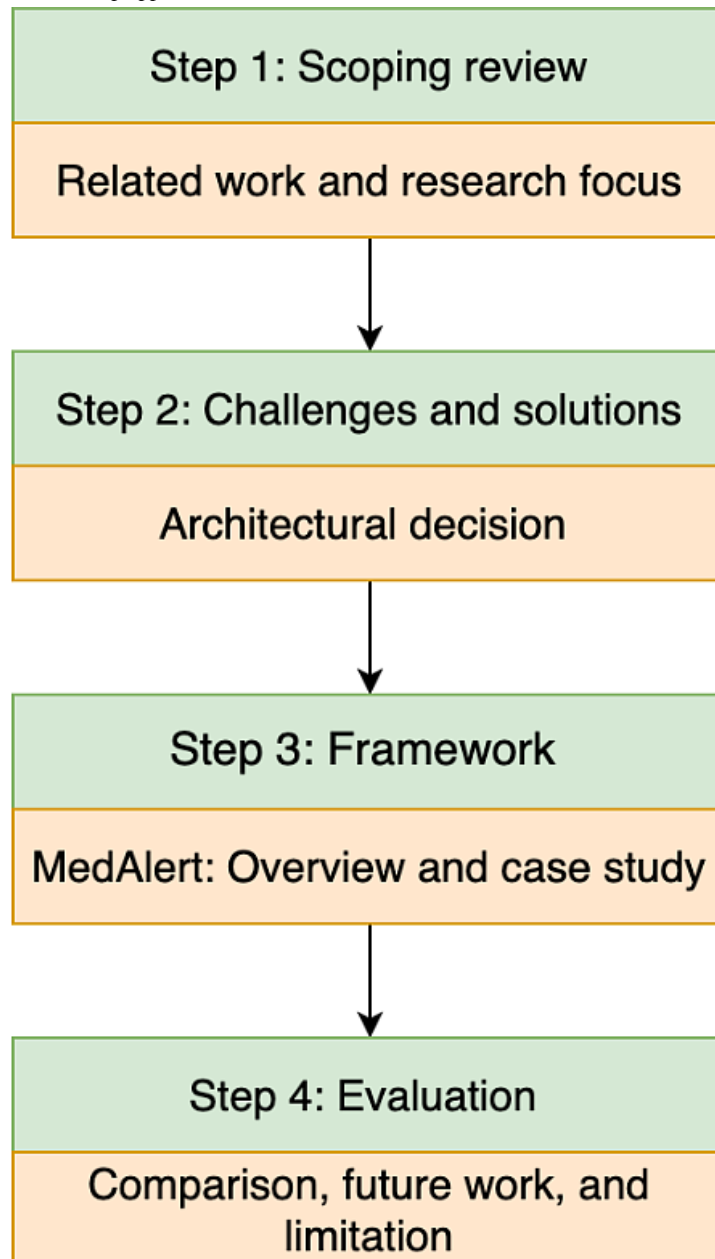 Step 1: Scoping review
Related work and research focus
Step 2: Challenges and solutions
Architectural decision
Step 3: Framework
MedAlert: Overview and case study
Step 4: Evaluation
Comparison, future work, and
limitation